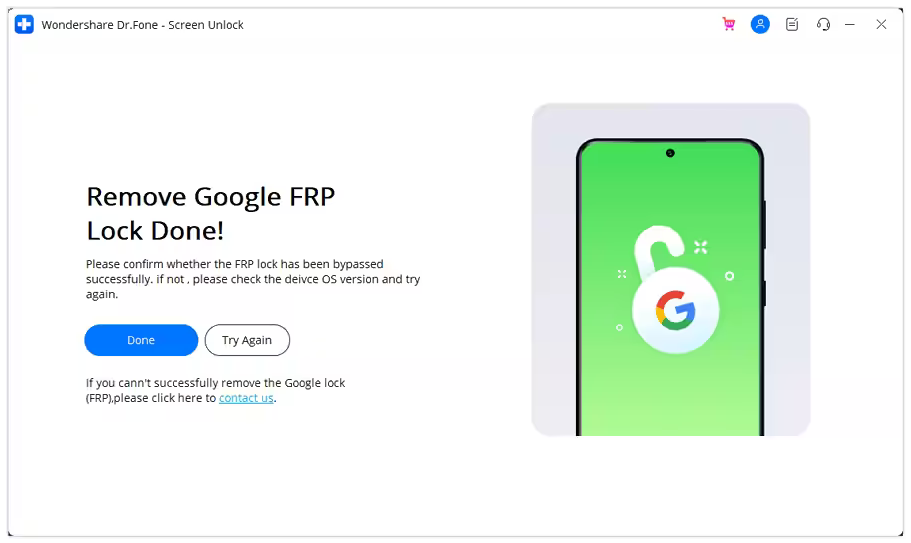 Wondershare Dr.Fone - Screen Unlock
Remove Google FRP
Lock Done!
Please confirm whether the FRP lock has been bypassed
successfully. if not , please check the deivce OS version and try
again.
Done
Try Again
If you cann't successfully remove the Google lock
(FRP),please click here to contact us.